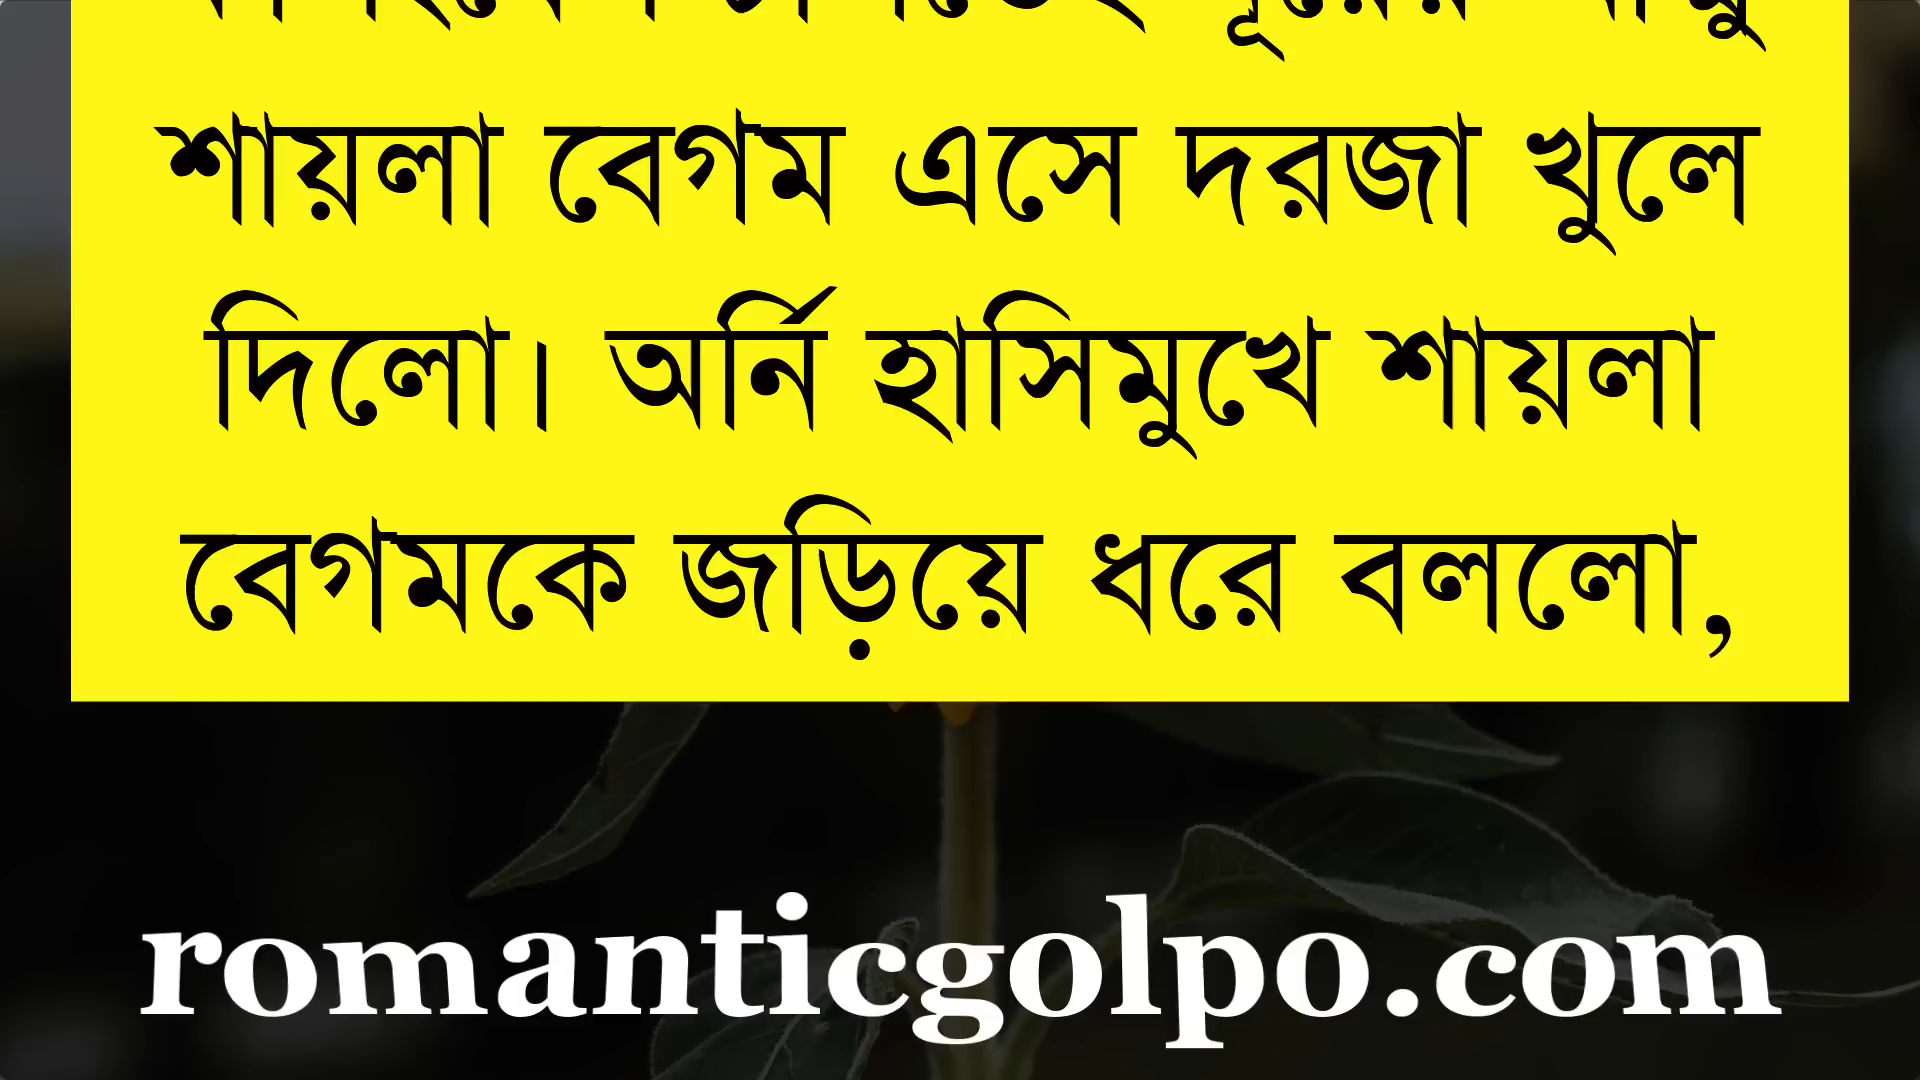 শায়লা বেগম এসে দরজা খুলে
দিলো। অর্নি হাসিমুখে শায়লা
বেগমকে জড়িয়ে ধরে বললো,
romanticgolpo.com